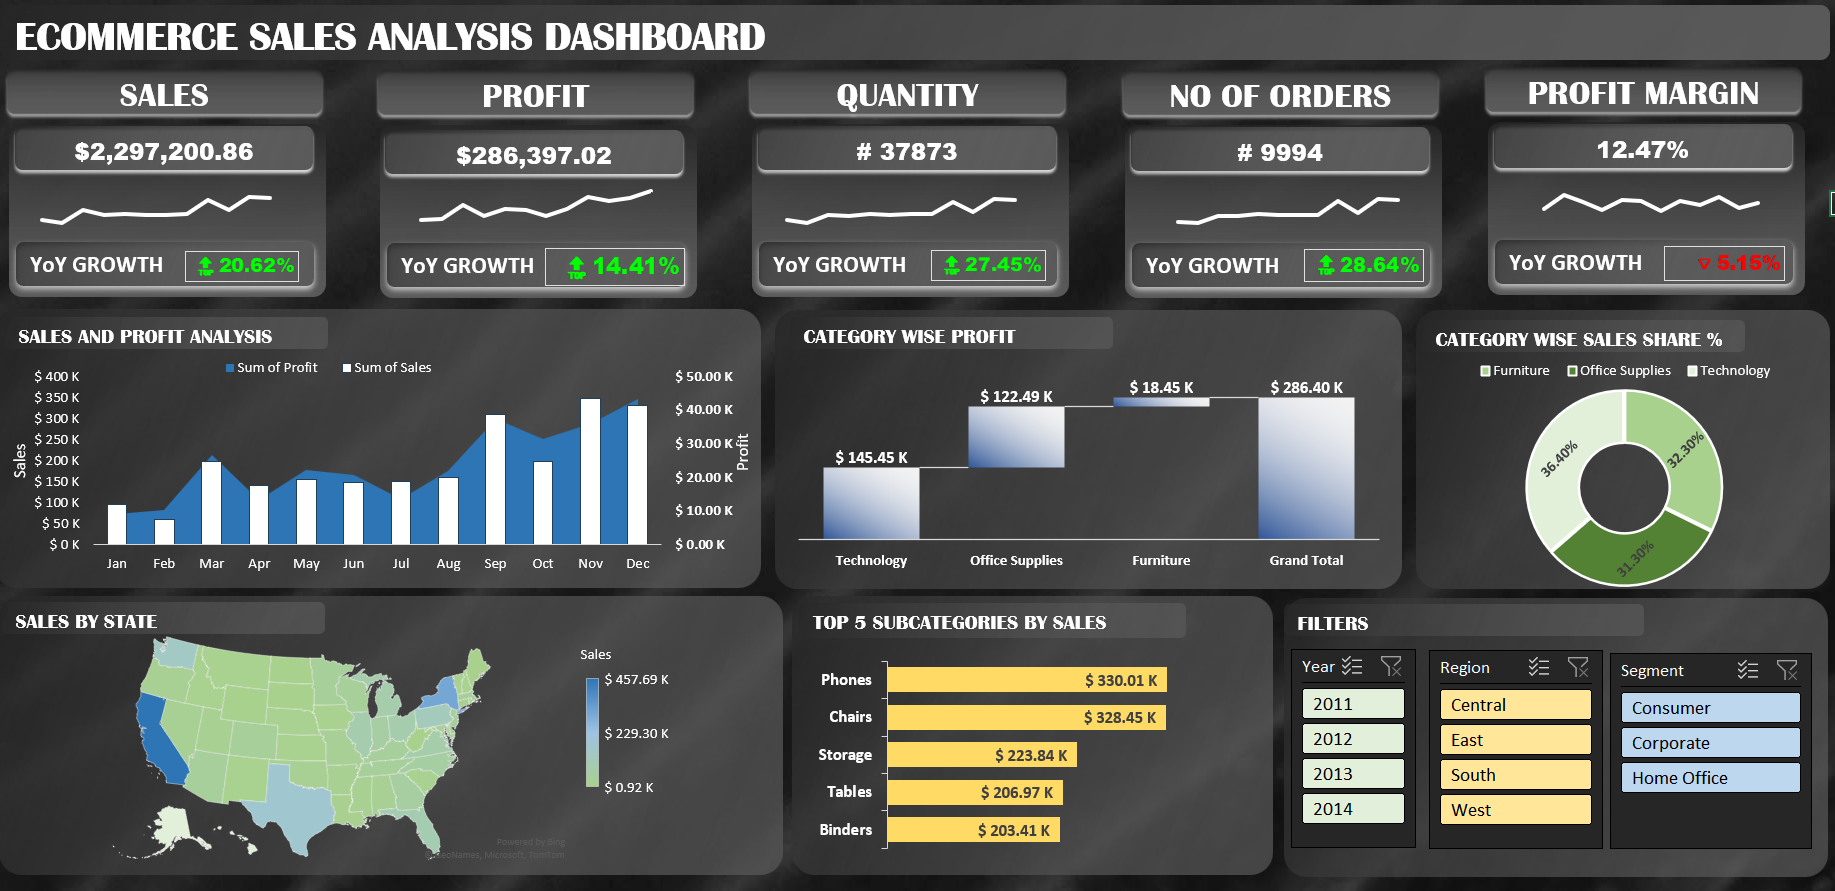 ECOMMERCE SALES ANALYSIS DASHBOARD
SALES
PROFIT
QUANTITY
NO OF ORDERS
PROFIT MARGIN
$2,297,200.86
$286,397.02
# 37873
# 9994
12.47%
YoY GROWTH TOP 20.62%
YoY GROWTH TOP 14.41%
YoY GROWTH TOP 27.45%
YoY GROWTH TOP 28.64%
YoY GROWTH 5.15%
SALES AND PROFIT ANALYSIS
Sum of Profit Sum of Sales
Sales
$ 400 K
$ 350 K
$ 300 K
$ 250 K
$ 200 K
$ 150 K
$ 100 K
$ 50 K
$ 0 K
$ 50.00 K
$ 40.00 K
$ 30.00 K
$ 20.00 K
$ 10.00 K
$ 0.00 K
Profit
Jan Feb Mar Apr May Jun Jul Aug Sep Oct Nov Dec
CATEGORY WISE PROFIT
$ 145.45 K
$ 122.49 K
$ 18.45 K
$ 286.40 K
Technology Office Supplies Furniture Grand Total
CATEGORY WISE SALES SHARE %
Furniture Office Supplies Technology
36.40%
32.30%
31.30%
SALES BY STATE
Sales
$ 457.69 K
$ 229.30 K
$ 0.92 K
Powered by Bing
GeoNames, Microsoft, TomTom
TOP 5 SUBCATEGORIES BY SALES
Phones $ 330.01 K
Chairs $ 328.45 K
Storage $ 223.84 K
Tables $ 206.97 K
Binders $ 203.41 K
FILTERS
Year
2011
2012
2013
2014
Region
Central
East
South
West
Segment
Consumer
Corporate
Home Office